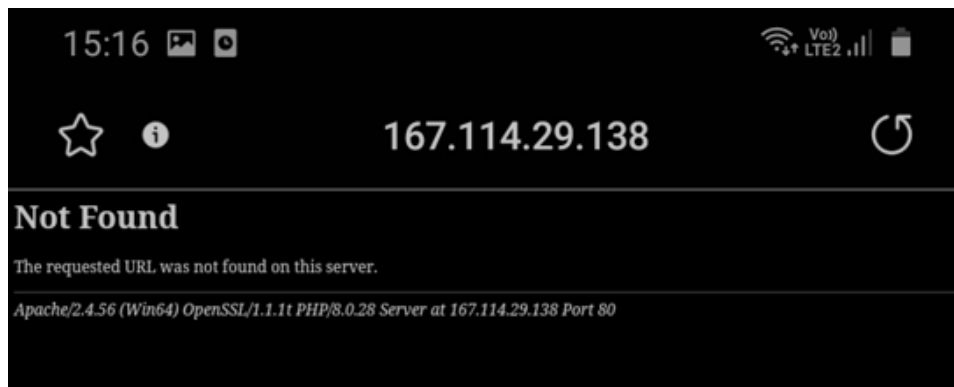 15:16
Vo)) LTE2
167.114.29.138
Not Found
The requested URL was not found on this server.
Apache/2.4.56 (Win64) OpenSSL/1.1.1t PHP/8.0.28 Server at 167.114.29.138 Port 80